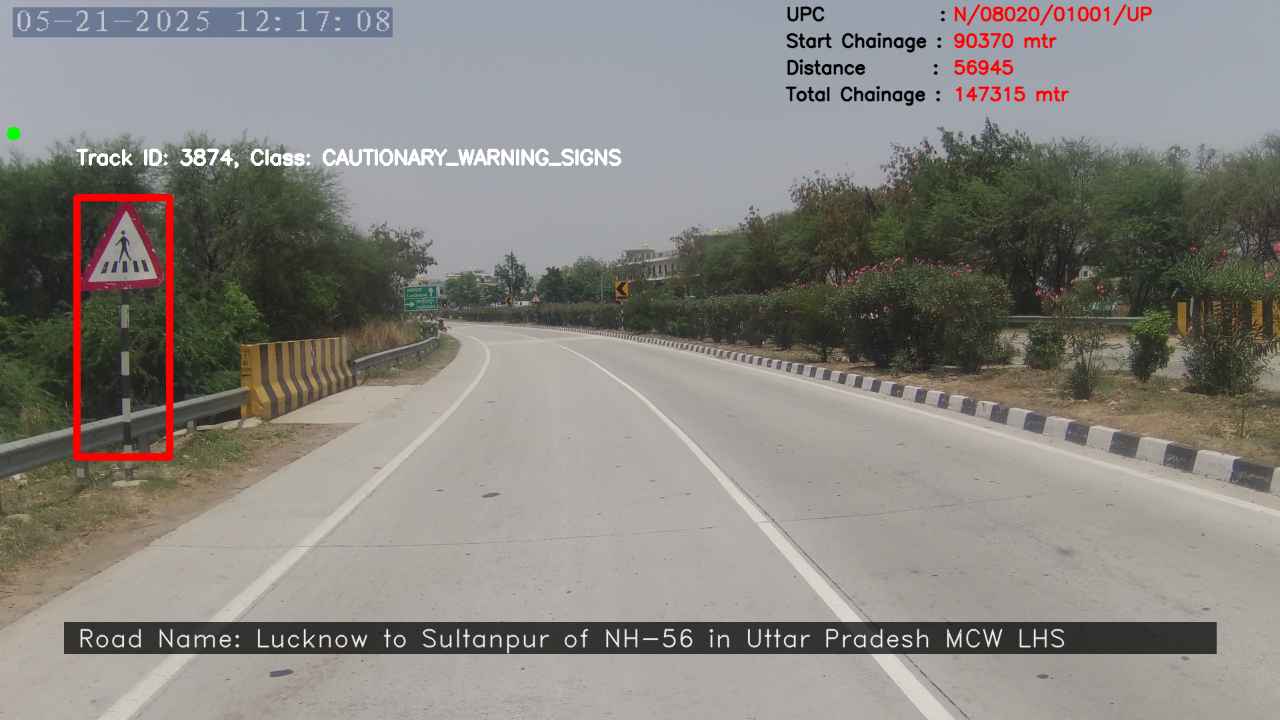 05-21-2025 12:17:08
UPC : N/08020/01001/UP
Start Chainage : 90370 mtr
Distance : 56945
Total Chainage : 147315 mtr
Track ID: 3874, Class: CAUTIONARY_WARNING_SIGNS
Road Name: Lucknow to Sultanpur of NH-56 in Uttar Pradesh MCW LHS